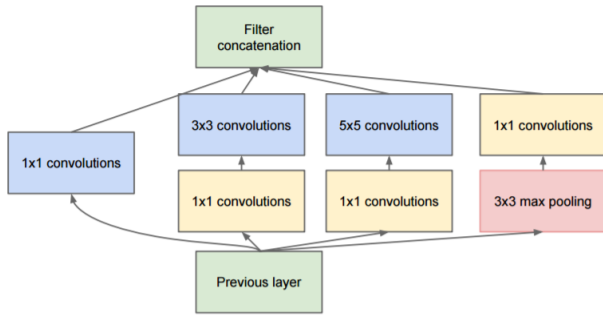 Filter
concatenation
3x3 convolutions
5x5 convolutions
1x1 convolutions
1x1 convolutions
1x1 convolutions
1x1 convolutions
3x3 max pooling
Previous layer